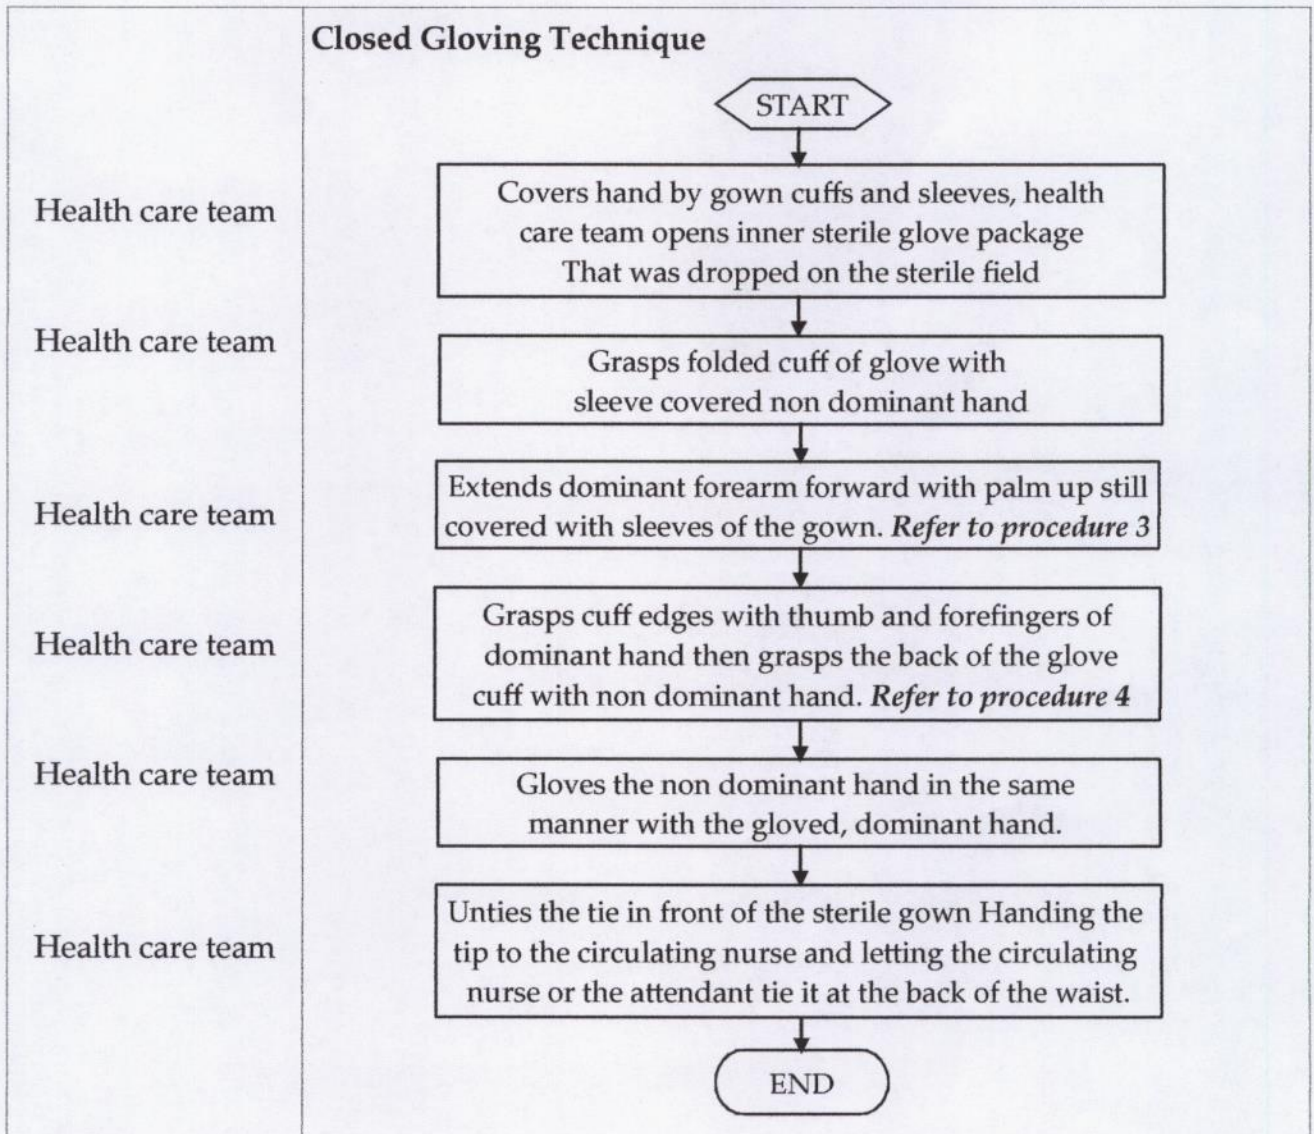 Closed Gloving Technique
START
Health care team
Covers hand by gown cuffs and sleeves, health
care team opens inner sterile glove package
That was dropped on the sterile field
Health care team
Grasps folded cuff of glove with
sleeve covered non dominant hand
Health care team
Extends dominant forearm forward with palm up still
covered with sleeves of the gown. Refer to procedure 3
Health care team
Grasps cuff edges with thumb and forefingers of
dominant hand then grasps the back of the glove
cuff with non dominant hand. Refer to procedure 4
Health care team
Gloves the non dominant hand in the same
manner with the gloved, dominant hand.
Health care team
Unties the tie in front of the sterile gown Handing the
tip to the circulating nurse and letting the circulating
nurse or the attendant tie it at the back of the waist.
END